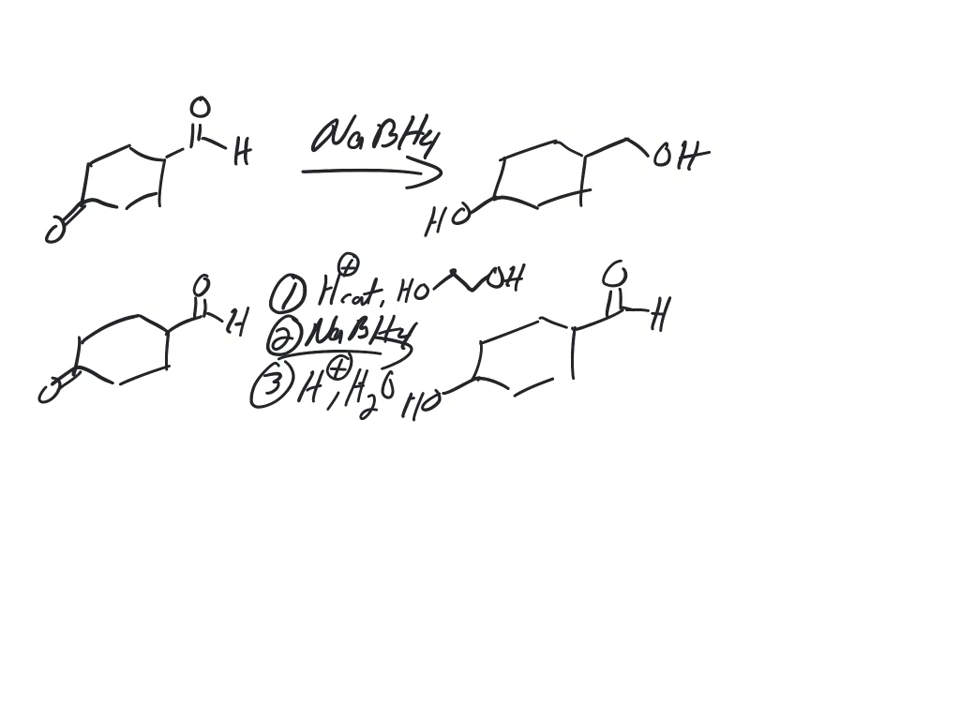 O
H
NaBH4
OH
O
HO
O
H
① H⊕ cat, HO OH
② NaBH4
③ H⊕, H2O
O
O
H
HO